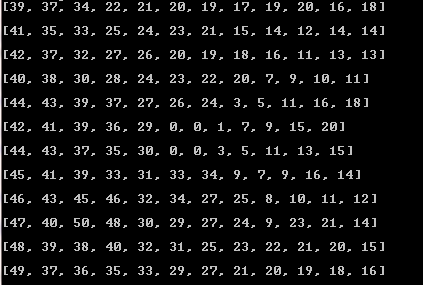 [39, 37, 34, 22, 21, 20, 19, 17, 19, 20, 16, 18]
[41, 35, 33, 25, 24, 23, 21, 15, 14, 12, 14, 14]
[42, 37, 32, 27, 26, 20, 19, 18, 16, 11, 13, 13]
[40, 38, 30, 28, 24, 23, 22, 20, 7, 9, 10, 11]
[44, 43, 39, 37, 27, 26, 24, 3, 5, 11, 16, 18]
[42, 41, 39, 36, 29, 0, 0, 1, 7, 9, 15, 20]
[44, 43, 37, 35, 30, 0, 0, 3, 5, 11, 13, 15]
[45, 41, 39, 33, 31, 33, 34, 9, 7, 9, 16, 14]
[46, 43, 45, 46, 32, 34, 27, 25, 8, 10, 11, 12]
[47, 40, 50, 48, 30, 29, 27, 24, 9, 23, 21, 14]
[48, 39, 38, 40, 32, 31, 25, 23, 22, 21, 20, 15]
[49, 37, 36, 35, 33, 29, 27, 21, 20, 19, 18, 16]